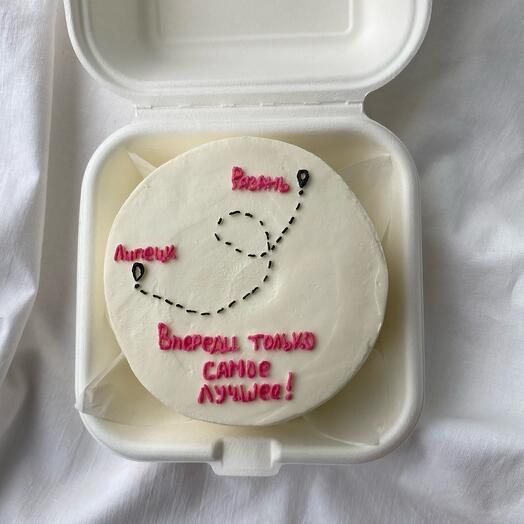 Рязань
Липецк
Впереди только
самое
лучшее!